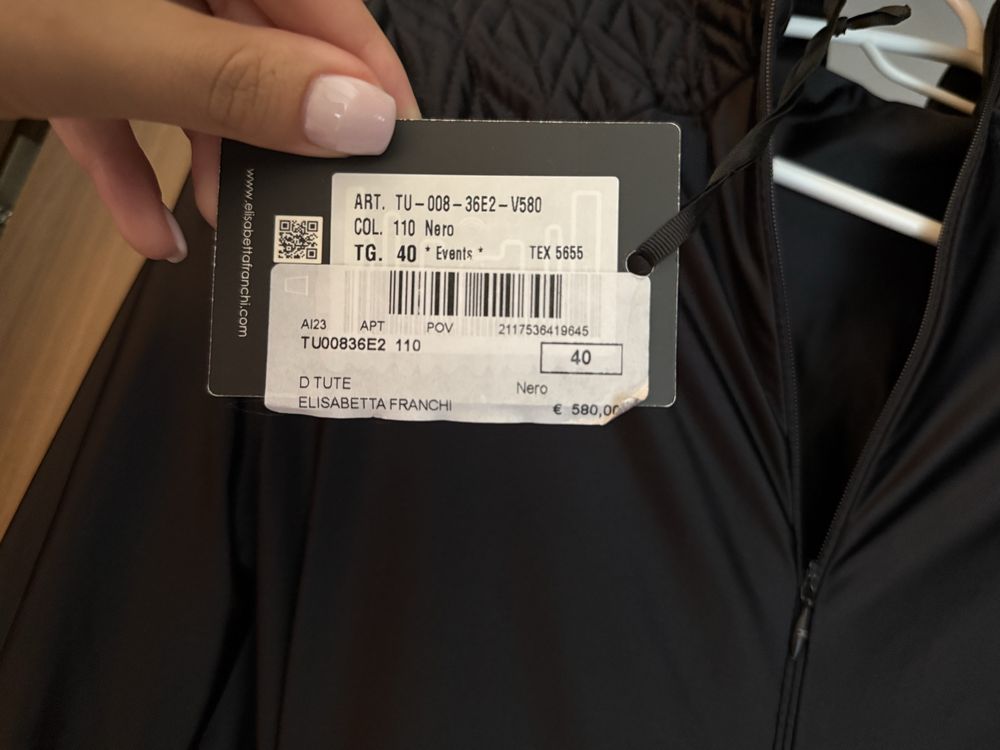 www.elisabettafranchi.com
ART. TU-008-36E2-V580
COL. 110 Nero
TG. 40 * Events * TEX 5655
AI23 APT POV 2117536419645
TU00836E2 110
40
D TUTE Nero
ELISABETTA FRANCHI € 580,00